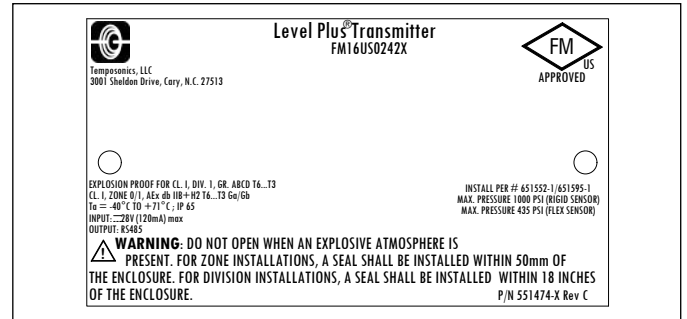 Level Plus® Transmitter
FM16US0242X
Temposonics, LLC
3001 Sheldon Drive, Cary, N.C. 27513
FM
US
APPROVED
EXPLOSION PROOF FOR CL. I, DIV. 1, GR. ABCD T6...T3
CL. I, ZONE 0/1, AEx db IIB+H2 T6...T3 Ga/Gb
Ta = -40°C TO +71°C ; IP 65
INPUT: ⎓28V (120mA) max
OUTPUT: RS485
INSTALL PER # 651552-1/651595-1
MAX. PRESSURE 1000 PSI (RIGID SENSOR)
MAX. PRESSURE 435 PSI (FLEX SENSOR)
WARNING: DO NOT OPEN WHEN AN EXPLOSIVE ATMOSPHERE IS
PRESENT. FOR ZONE INSTALLATIONS, A SEAL SHALL BE INSTALLED WITHIN 50mm OF
THE ENCLOSURE. FOR DIVISION INSTALLATIONS, A SEAL SHALL BE INSTALLED WITHIN 18 INCHES
OF THE ENCLOSURE.
P/N 551474-X Rev C